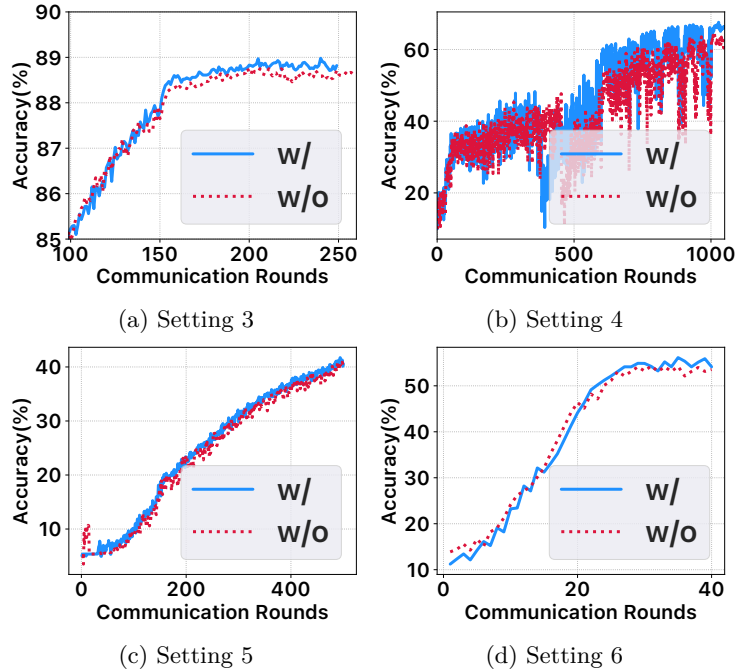 90
89
88
87
86
85
Accuracy(%)
w/
w/o
100
150
200
250
Communication Rounds
(a) Setting 3
60
40
20
Accuracy(%)
w/
w/o
0
500
1000
Communication Rounds
(b) Setting 4
40
30
20
10
Accuracy(%)
w/
w/o
0
200
400
Communication Rounds
(c) Setting 5
50
40
30
20
10
Accuracy(%)
w/
w/o
0
20
40
Communication Rounds
(d) Setting 6